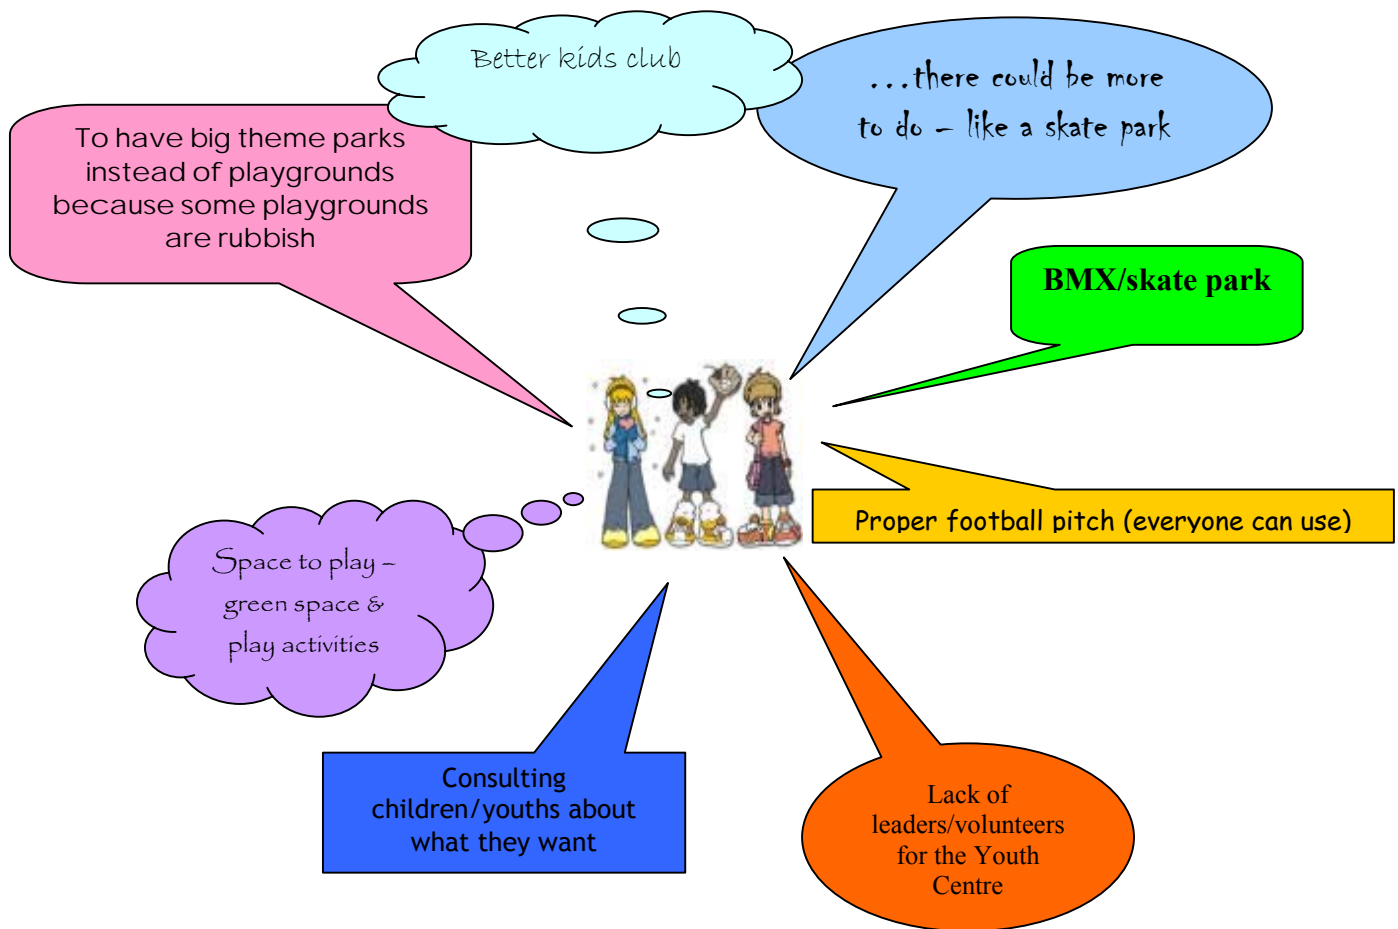 Better kids club
...there could be more
to do – like a skate park
To have big theme parks
instead of playgrounds
because some playgrounds
are rubbish
BMX/skate park
Proper football pitch (everyone can use)
Space to play –
green space &
play activities
Consulting
children/youths about
what they want
Lack of
leaders/volunteers
for the Youth
Centre